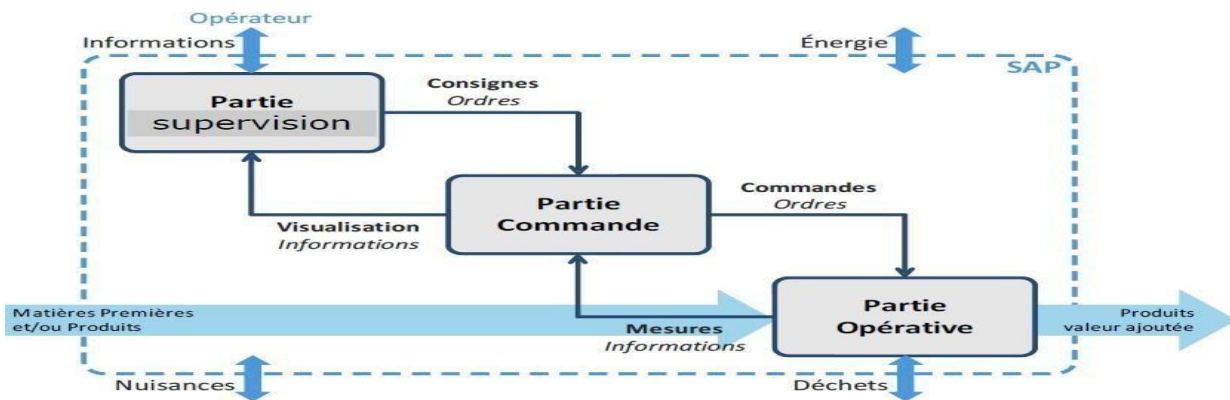 Opérateur
Informations
Énergie
SAP
Partie
supervision
Consignes
Ordres
Partie
Commande
Commandes
Ordres
Visualisation
Informations
Matières Premières
et/ou Produits
Mesures
Informations
Partie
Opérative
Produits
valeur ajoutée
Nuisances
Déchets